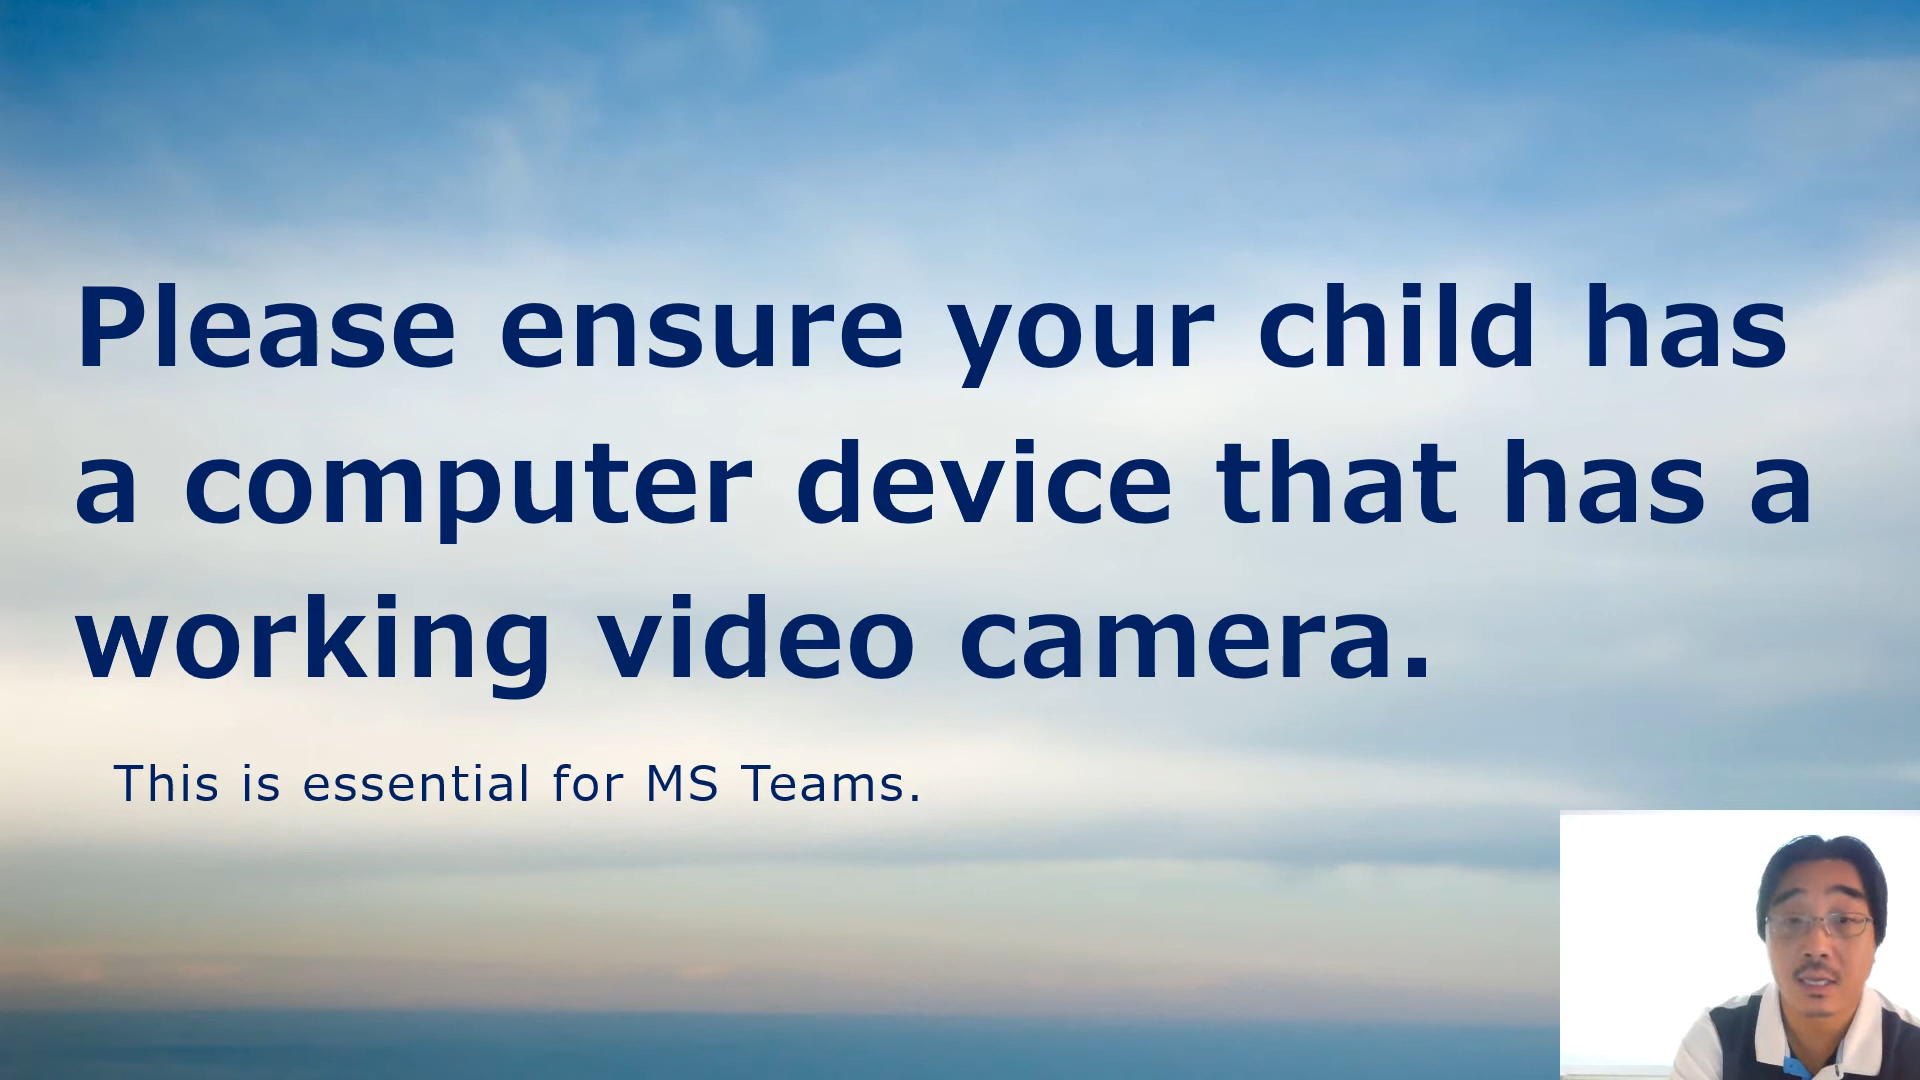 Please ensure your child has
a computer device that has a
working video camera.
This is essential for MS Teams.